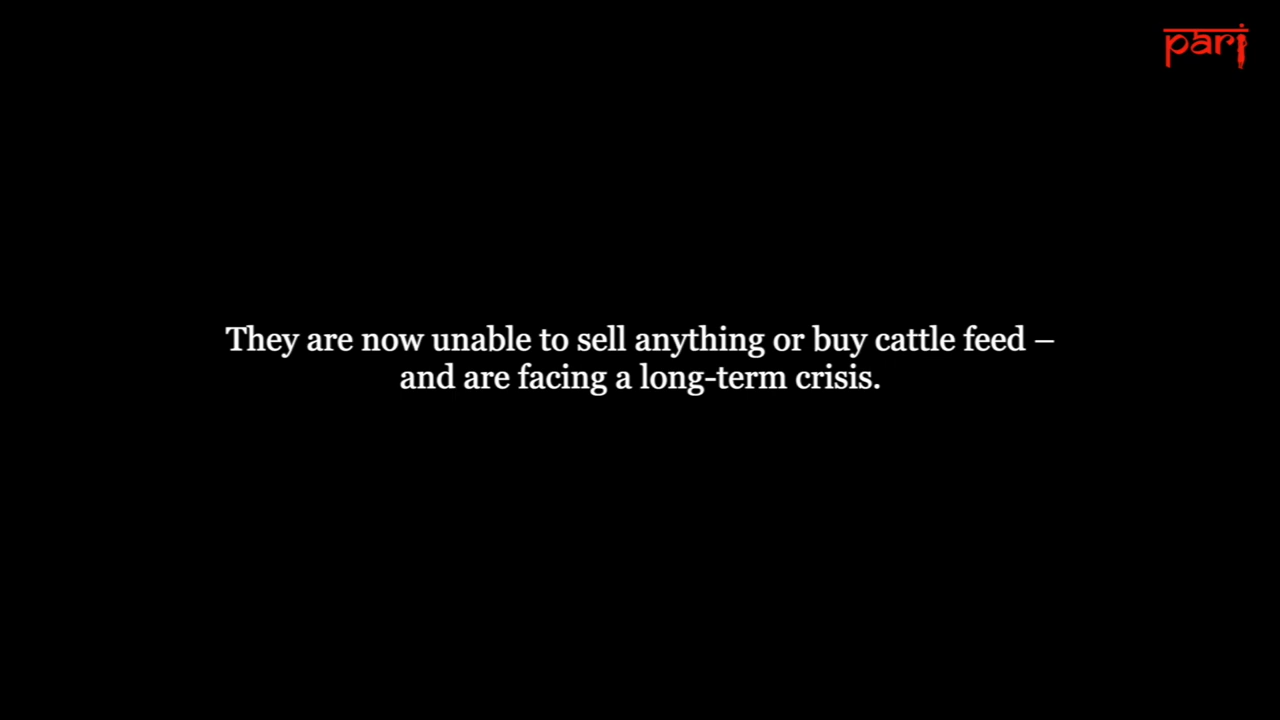 pari
They are now unable to sell anything or buy cattle feed –
and are facing a long-term crisis.